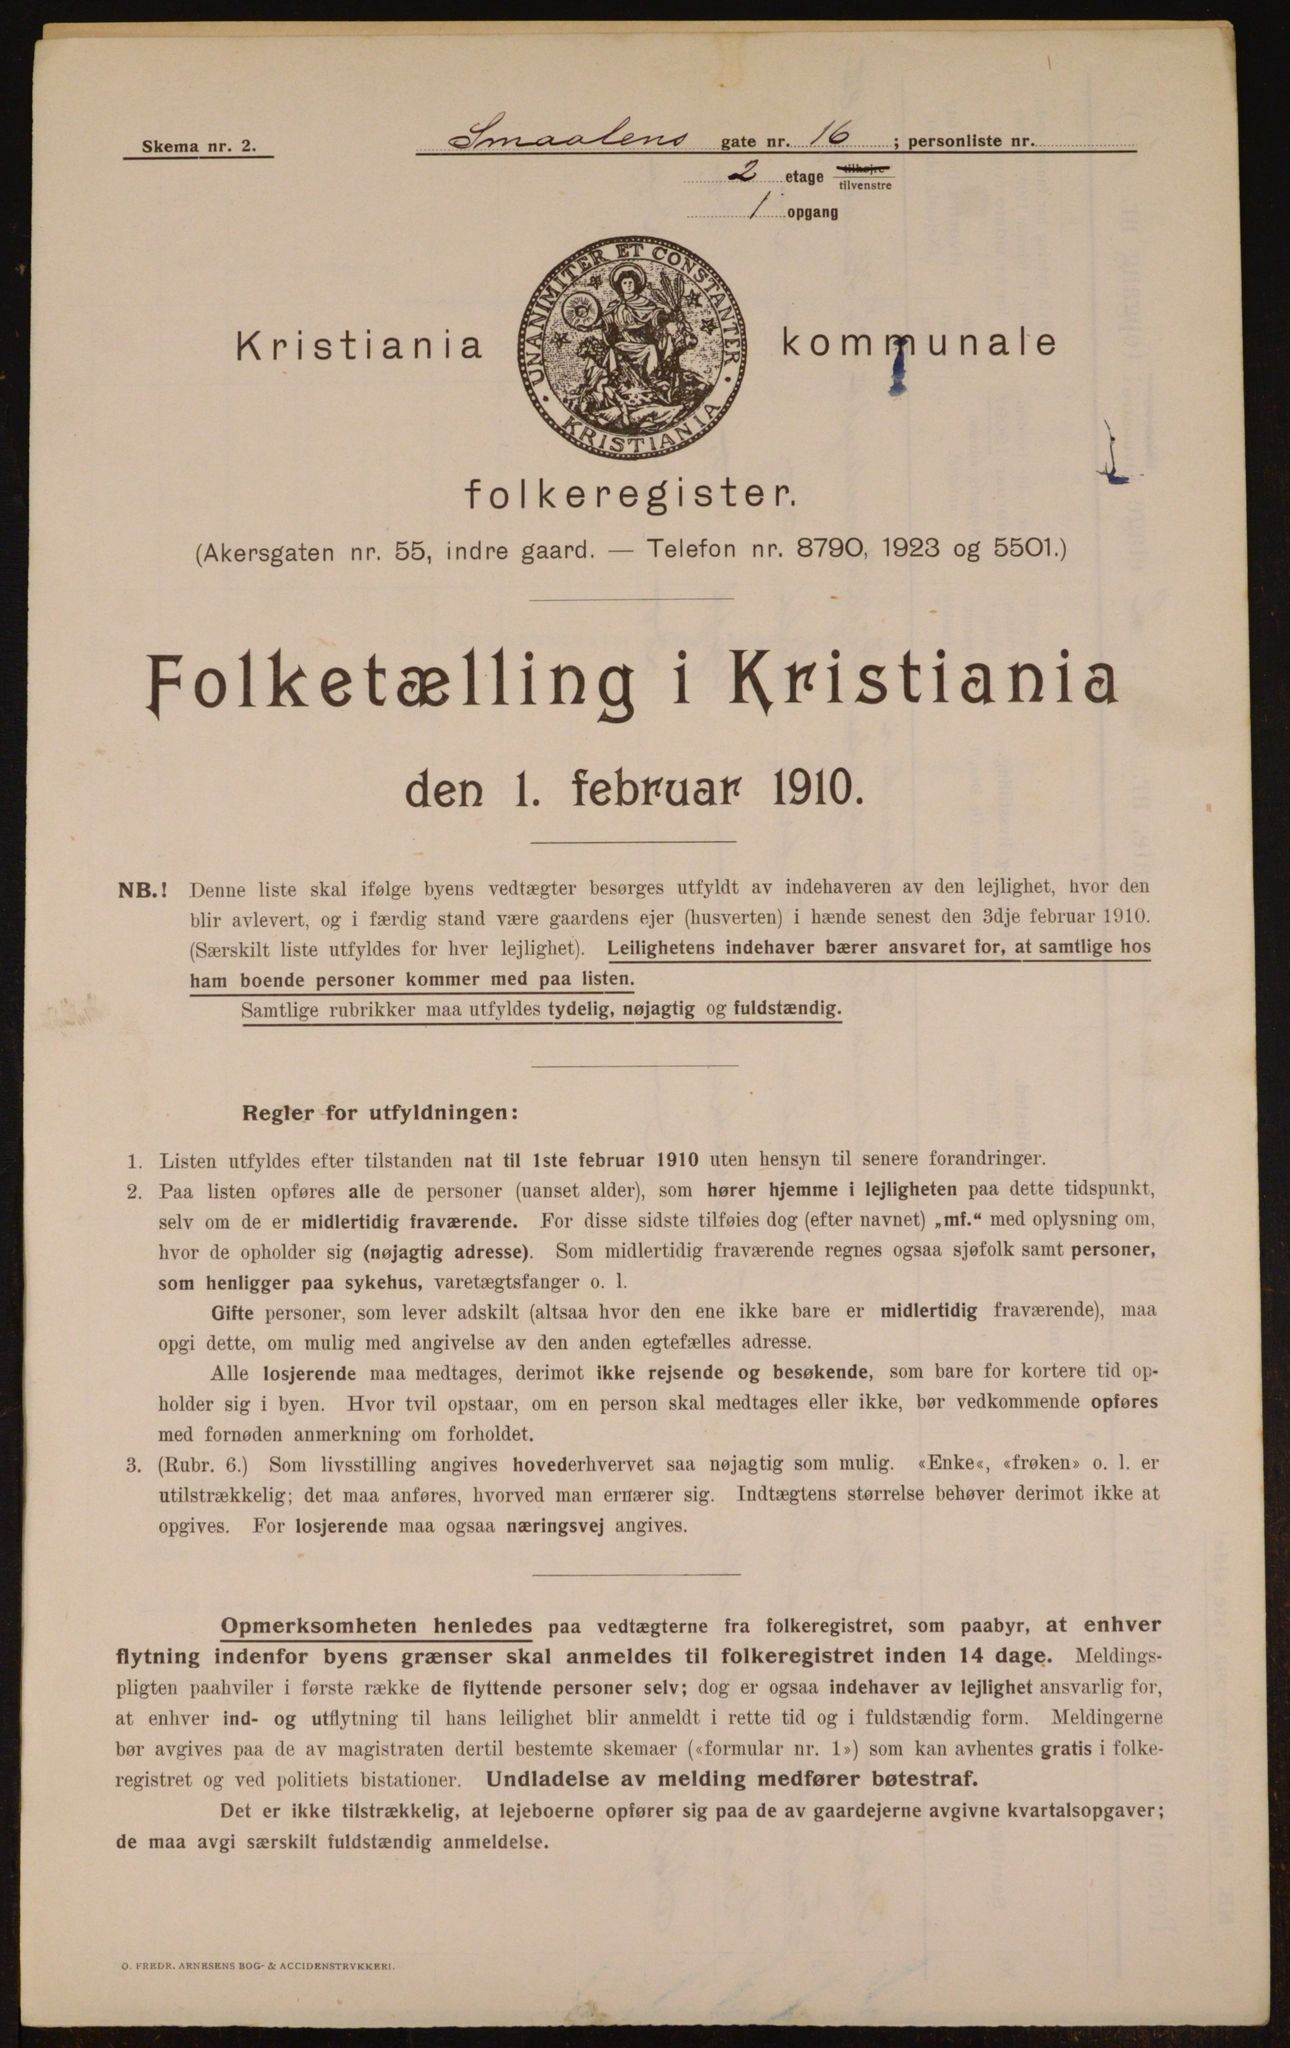 Skema nr. 2.
Smaalens gate nr. 16 ; personliste nr.
2 etage tilhøjre
tilvenstre
1 opgang
UNANIMITER ET CONSTANTER
KRISTIANIA
Kristiania kommunale
folkeregister.
(Akersgaten nr. 55, indre gaard. — Telefon nr. 8790, 1923 og 5501.)
Folketælling i Kristiania
den 1. februar 1910.
NB.! Denne liste skal ifølge byens vedtægter besørges utfyldt av indehaveren av den lejlighet, hvor den
blir avlevert, og i færdig stand være gaardens ejer (husverten) i hænde senest den 3dje februar 1910.
(Særskilt liste utfyldes for hver lejlighet). Leilighetens indehaver bærer ansvaret for, at samtlige hos
ham boende personer kommer med paa listen.
Samtlige rubrikker maa utfyldes tydelig, nøjagtig og fuldstændig.
Regler for utfyldningen:
1. Listen utfyldes efter tilstanden nat til 1ste februar 1910 uten hensyn til senere forandringer.
2. Paa listen opføres alle de personer (uanset alder), som hører hjemme i lejligheten paa dette tidspunkt,
selv om de er midlertidig fraværende. For disse sidste tilføies dog (efter navnet) „mf.“ med oplysning om,
hvor de opholder sig (nøjagtig adresse). Som midlertidig fraværende regnes ogsaa sjøfolk samt personer,
som henligger paa sykehus, varetægtsfanger o. l.
Gifte personer, som lever adskilt (altsaa hvor den ene ikke bare er midlertidig fraværende), maa
opgi dette, om mulig med angivelse av den anden egtefælles adresse.
Alle losjerende maa medtages, derimot ikke rejsende og besøkende, som bare for kortere tid op-
holder sig i byen. Hvor tvil opstaar, om en person skal medtages eller ikke, bør vedkommende opføres
med fornøden anmerkning om forholdet.
3. (Rubr. 6.) Som livsstilling angives hovederhvervet saa nøjagtig som mulig. «Enke«, «frøken» o. l. er
utilstrækkelig; det maa anføres, hvorved man ernærer sig. Indtægtens størrelse behøver derimot ikke at
opgives. For losjerende maa ogsaa næringsvej angives.
Opmerksomheten henledes paa vedtægterne fra folkeregistret, som paabyr, at enhver
flytning indenfor byens grænser skal anmeldes til folkeregistret inden 14 dage. Meldings-
pligten paahviler i første række de flyttende personer selv; dog er ogsaa indehaver av lejlighet ansvarlig for,
at enhver ind- og utflytning til hans leilighet blir anmeldt i rette tid og i fuldstændig form. Meldingerne
bør avgives paa de av magistraten dertil bestemte skemaer («formular nr. 1») som kan avhentes gratis i folke-
registret og ved politiets bistationer. Undladelse av melding medfører bøtestraf.
Det er ikke tilstrækkelig, at lejeboerne opfører sig paa de av gaardejerne avgivne kvartalsopgaver;
de maa avgi særskilt fuldstændig anmeldelse.
O. FREDR. ARNESENS BOG- & ACCIDENSTRYKKERI.